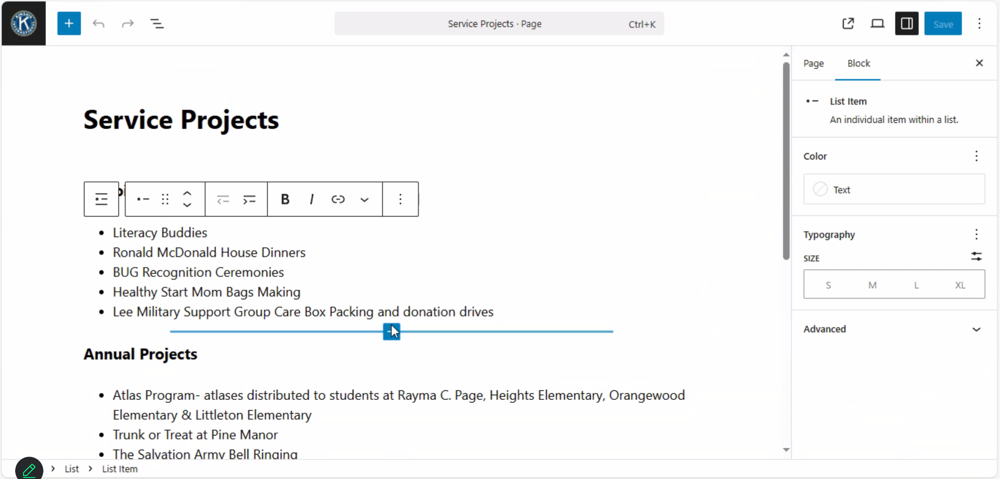 K
Service Projects · Page
Ctrl+K
Save
Page
Block
List Item
An individual item within a list.
Color
Text
Typography
SIZE
S M L XL
Advanced
Service Projects
B I
• Literacy Buddies
• Ronald McDonald House Dinners
• BUG Recognition Ceremonies
• Healthy Start Mom Bags Making
• Lee Military Support Group Care Box Packing and donation drives
Annual Projects
• Atlas Program- atlases distributed to students at Rayma C. Page, Heights Elementary, Orangewood
Elementary & Littleton Elementary
• Trunk or Treat at Pine Manor
• The Salvation Army Bell Ringing
List
List Item